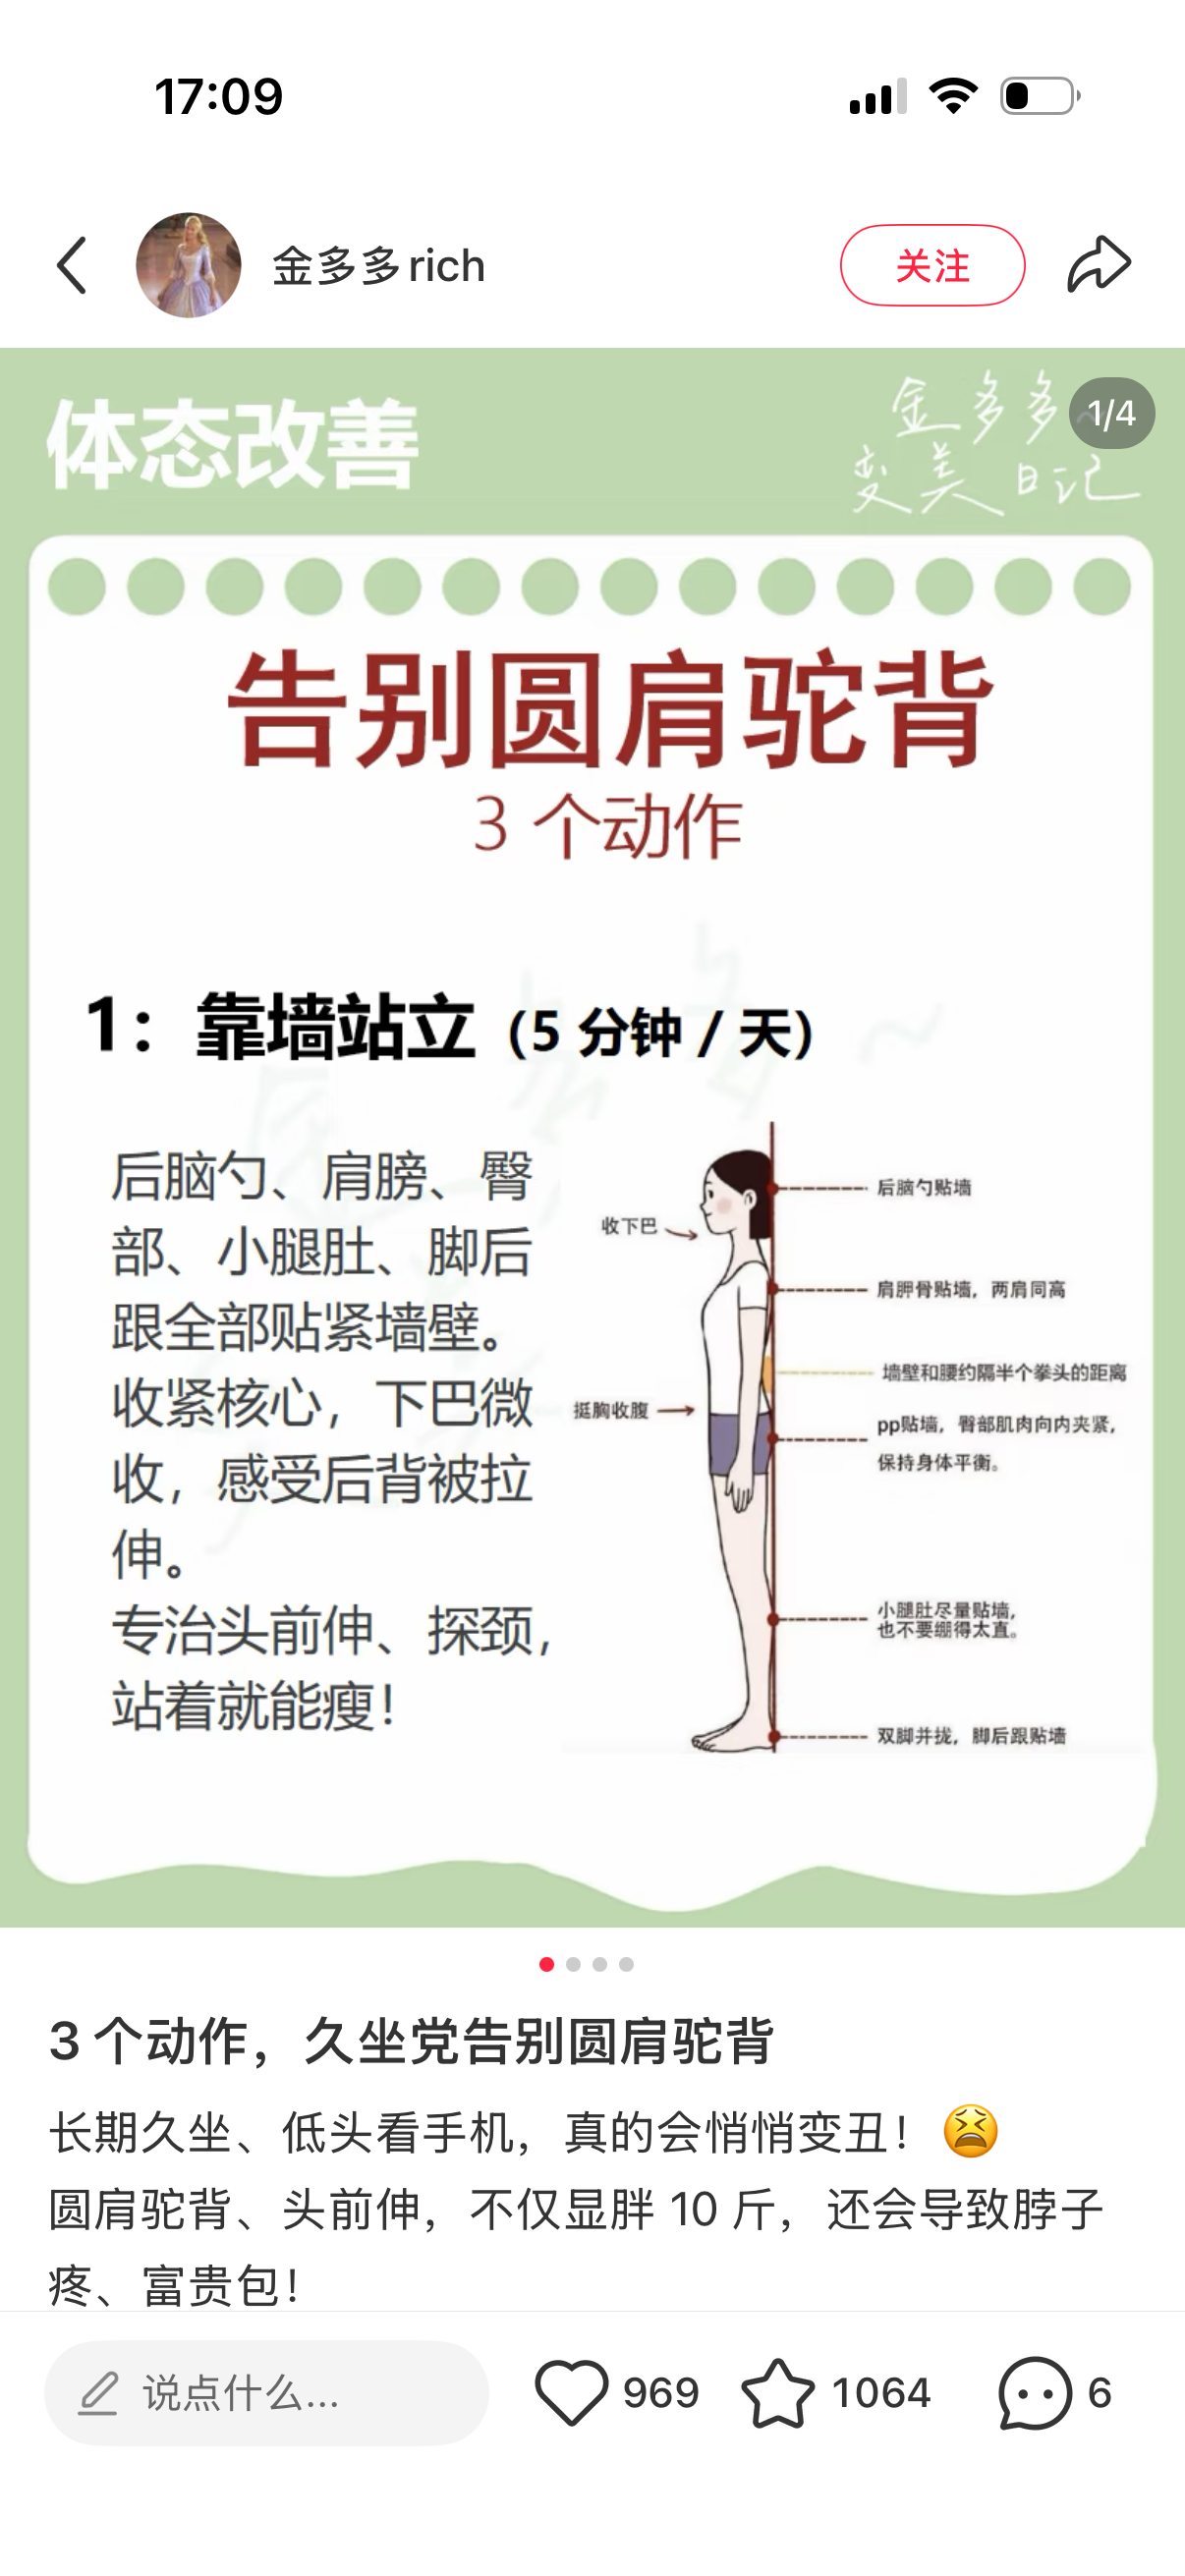 17:09
金多多rich
关注
体态改善
金多多
1/4
变美日记
告别圆肩驼背
3 个动作
1：靠墙站立（5 分钟 / 天）
后脑勺、肩膀、臀
部、小腿肚、脚后
跟全部贴紧墙壁。
收紧核心，下巴微
收，感受后背被拉
伸。
专治头前伸、探颈，
站着就能瘦！
后脑勺贴墙
收下巴
肩胛骨贴墙，两肩同高
墙壁和腰约隔半个拳头的距离
挺胸收腹
pp贴墙，臀部肌肉向内夹紧，
保持身体平衡。
小腿肚尽量贴墙，
也不要绷得太直。
双脚并拢，脚后跟贴墙
3 个动作，久坐党告别圆肩驼背
长期久坐、低头看手机，真的会悄悄变丑！😫
圆肩驼背、头前伸，不仅显胖 10 斤，还会导致脖子
疼、富贵包！
说点什么...
969
1064
6